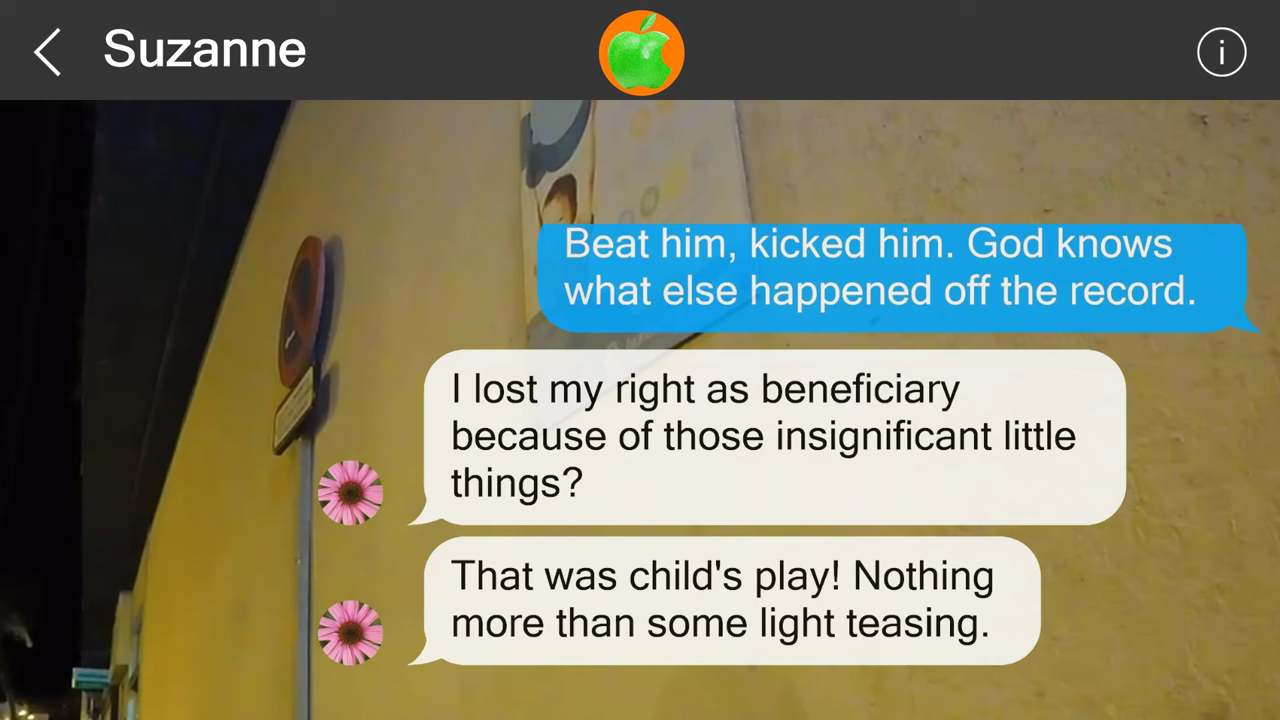 Suzanne
i
Beat him, kicked him. God knows
what else happened off the record.
I lost my right as beneficiary
because of those insignificant little
things?
That was child's play! Nothing
more than some light teasing.